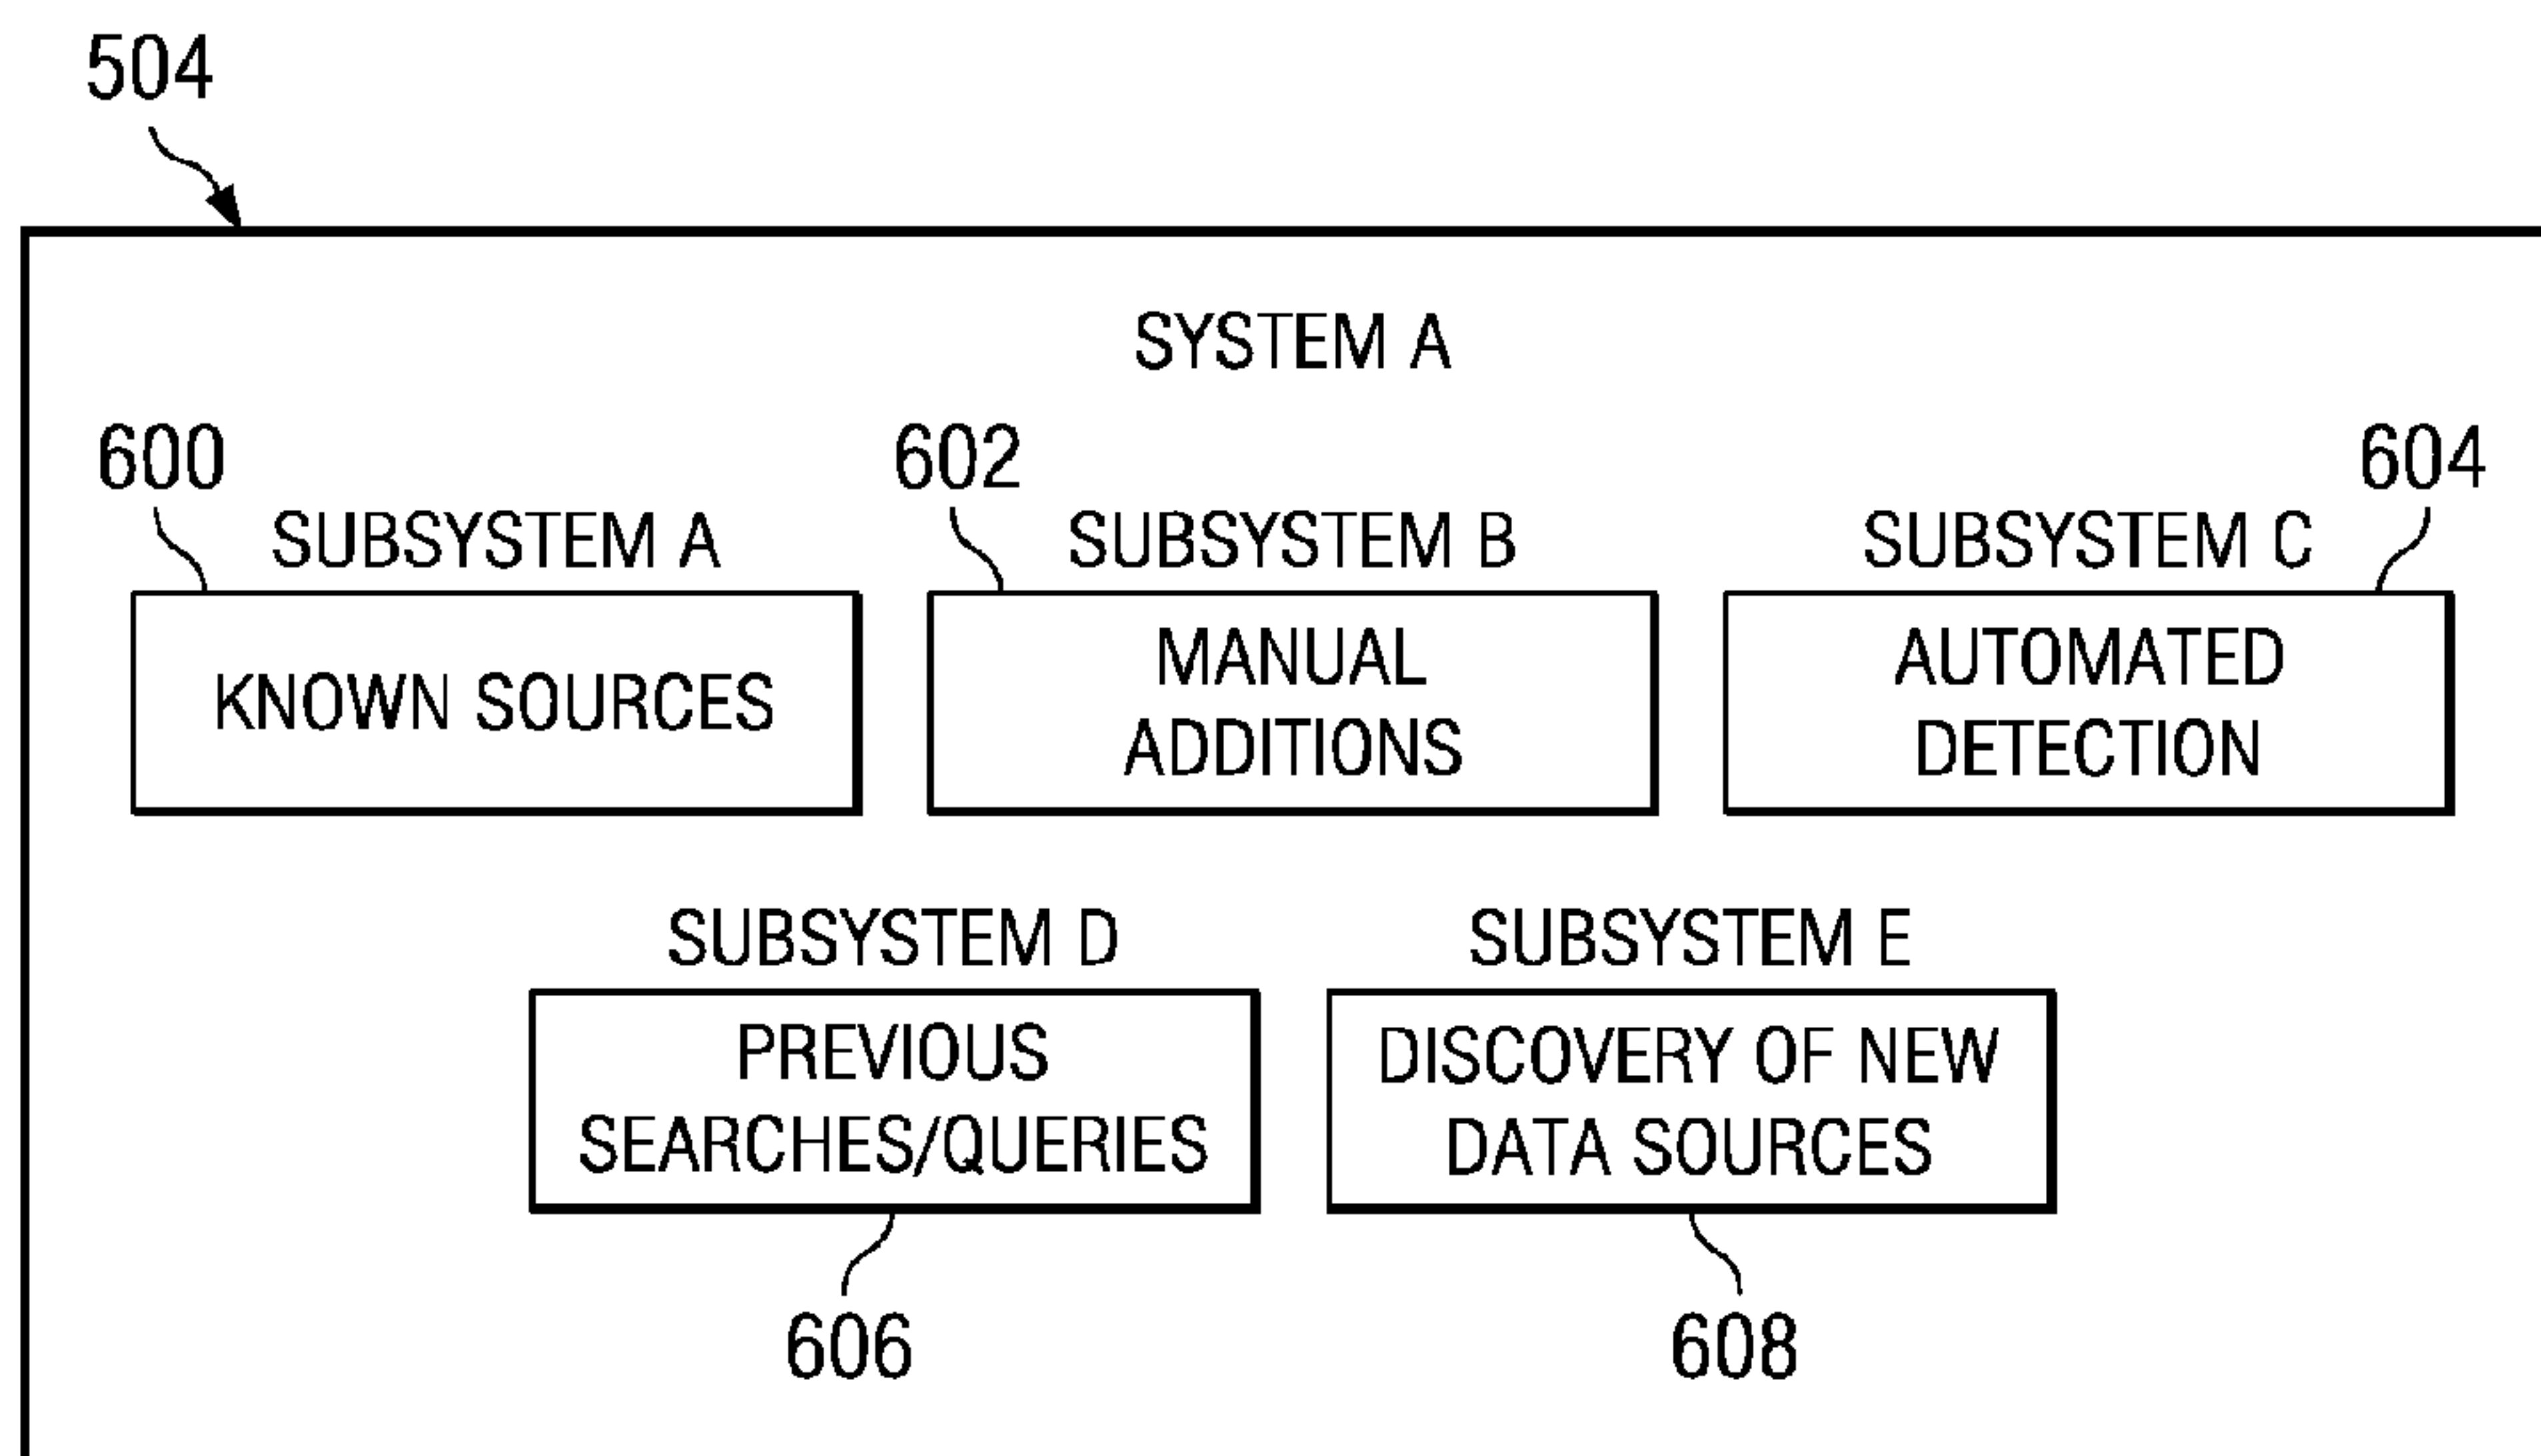 504
SYSTEM A
600
602
604
SUBSYSTEM A
SUBSYSTEM B
SUBSYSTEM C
KNOWN SOURCES
MANUAL
ADDITIONS
AUTOMATED
DETECTION
SUBSYSTEM D
SUBSYSTEM E
PREVIOUS
SEARCHES/QUERIES
DISCOVERY OF NEW
DATA SOURCES
606
608